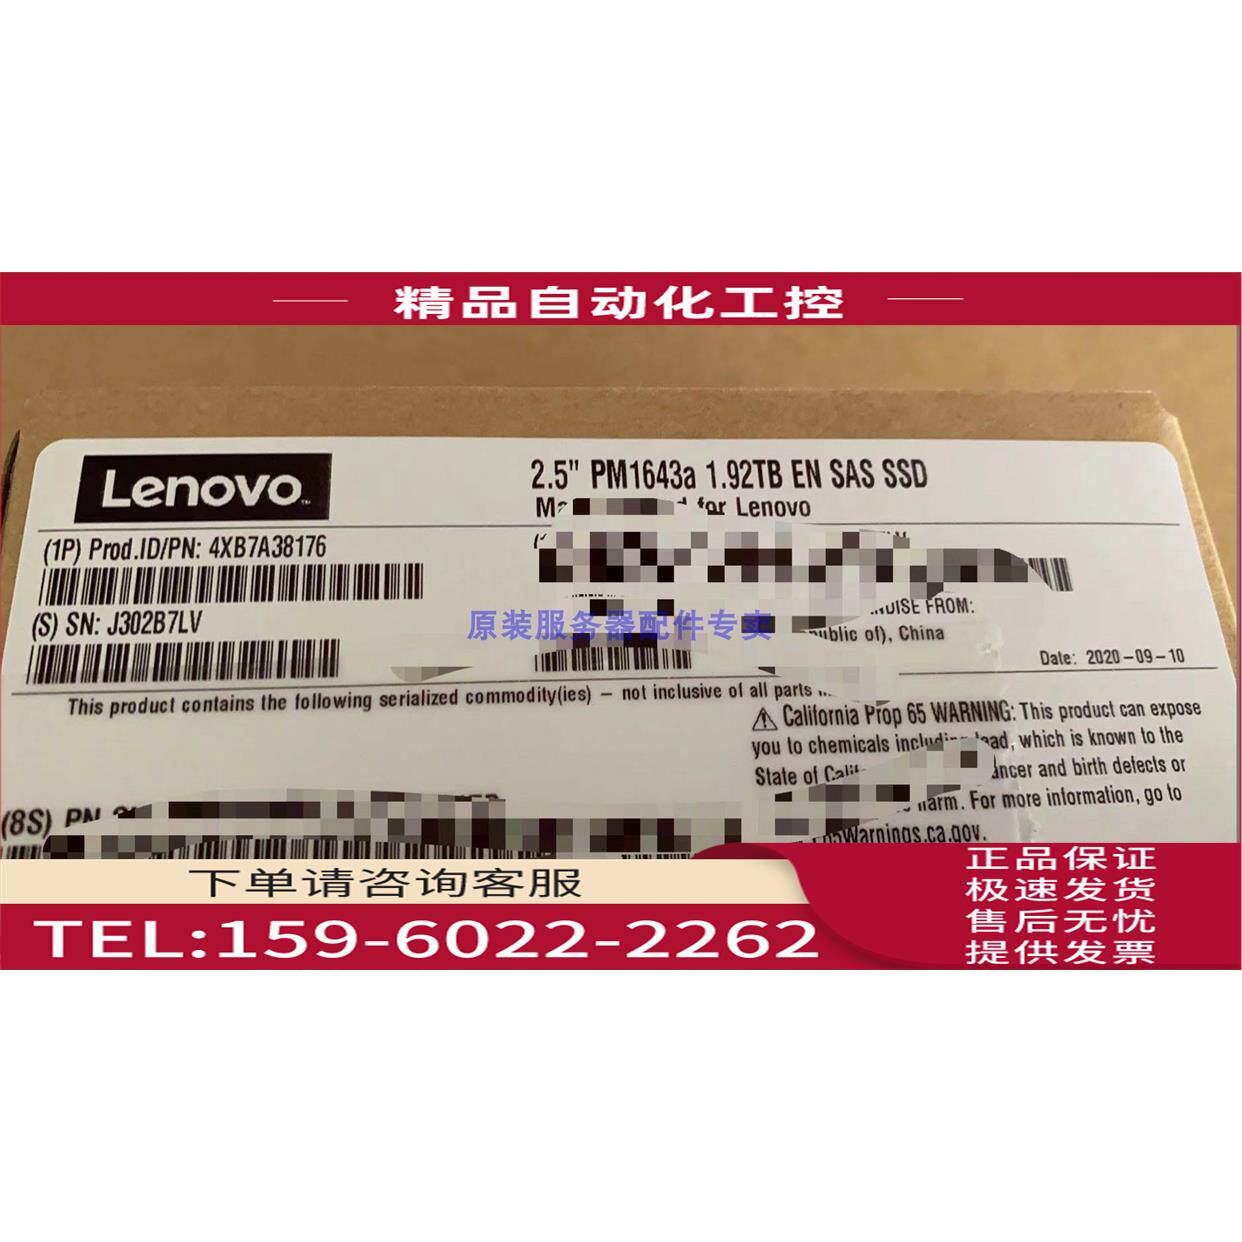 精品自动化工控
Lenovo
2.5" PM1643a 1.92TB EN SAS SSD
for Lenovo
(1P) Prod.ID/PN: 4XB7A38176
(S) SN: J302B7LV
FROM:
of), China
原装服务器配件专卖
Date: 2020-09-10
This product contains the following serialized commodity(ies) – not inclusive of all parts
⚠ California Prop 65 WARNING: This product can expose
you to chemicals including lead, which is known to the
State of cancer and birth defects or
harm. For more information, go to
(8S) PN
下单请咨询客服
TEL:159-6022-2262
正品保证
极速发货
售后无忧
提供发票